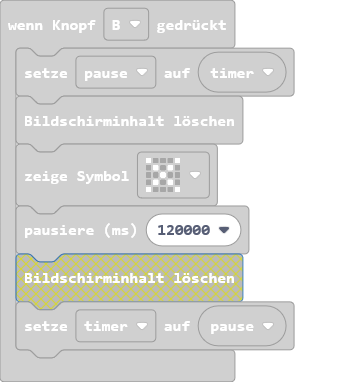 wenn Knopf B gedrückt
setze pause auf timer
Bildschirminhalt löschen
zeige Symbol
pausiere (ms) 120000
Bildschirminhalt löschen
setze timer auf pause